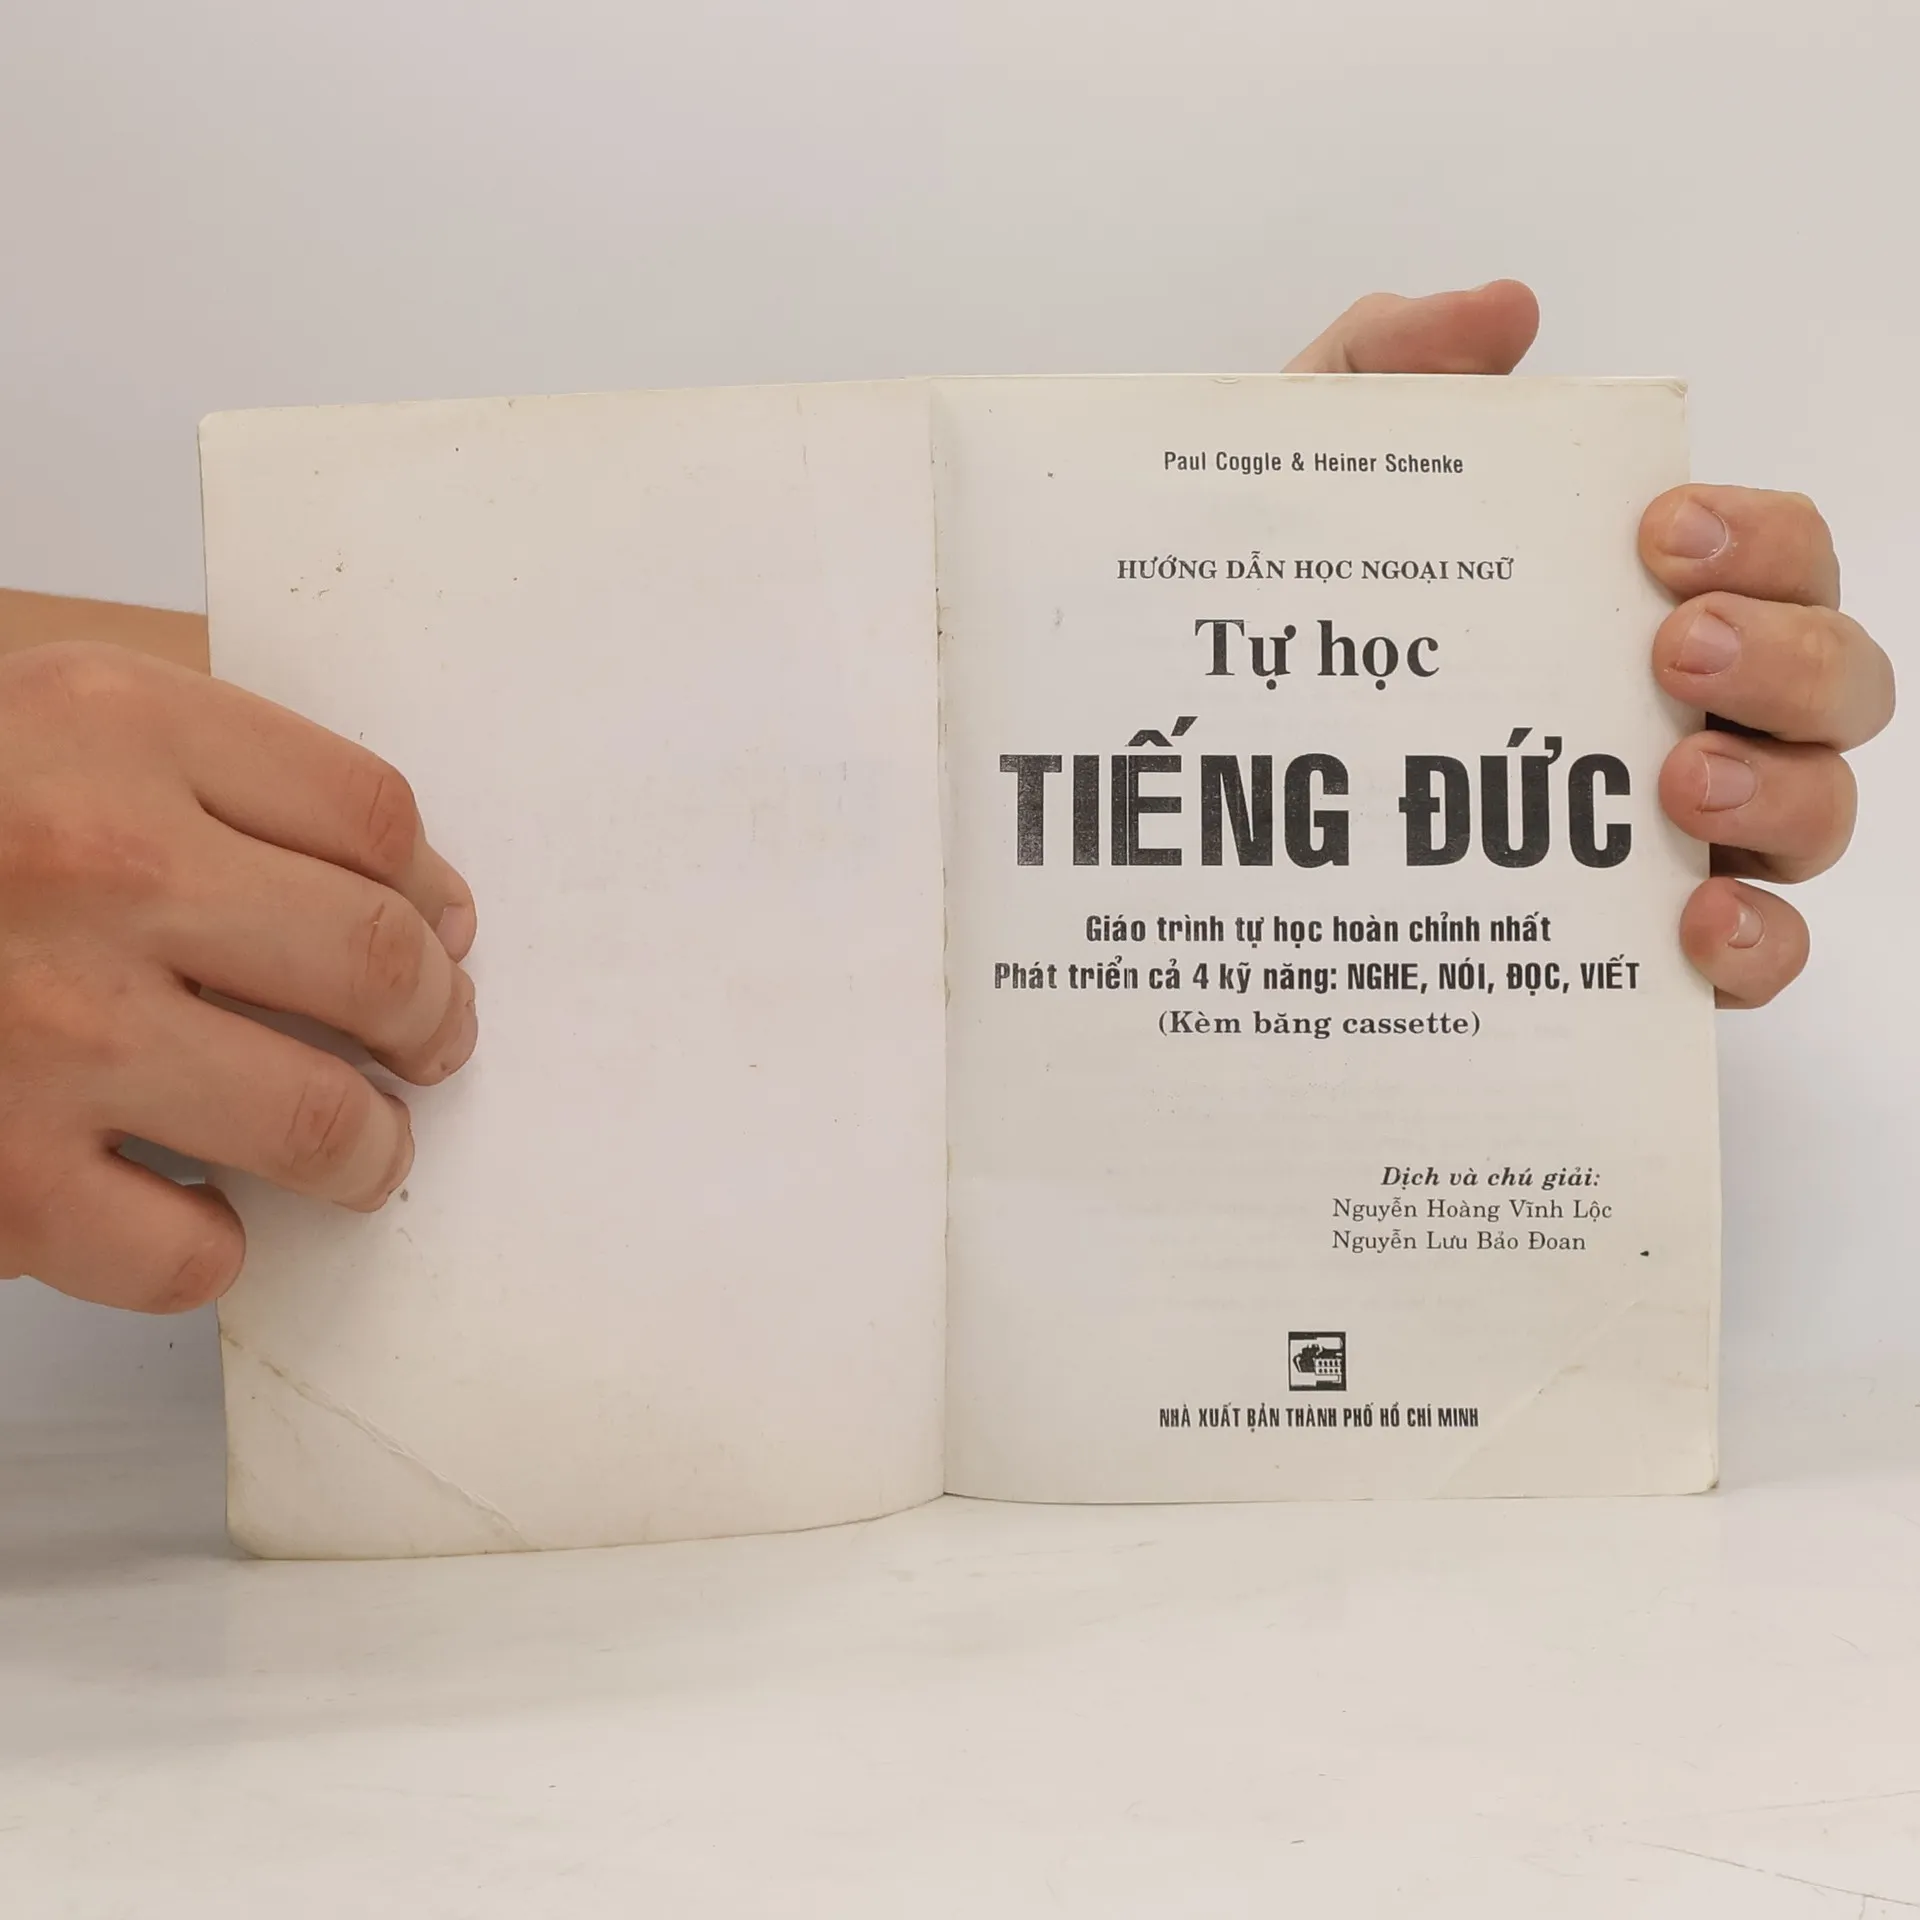 Paul Coggle & Heiner Schenke
HƯỚNG DẪN HỌC NGOẠI NGỮ
Tự học
TIẾNG ĐỨC
Giáo trình tự học hoàn chỉnh nhất
Phát triển cả 4 kỹ năng: NGHE, NÓI, ĐỌC, VIẾT
(Kèm băng cassette)
Dịch và chú giải:
Nguyễn Hoàng Vĩnh Lộc
Nguyễn Lưu Bảo Đoan
NHÀ XUẤT BẢN THÀNH PHỐ HỒ CHÍ MINH